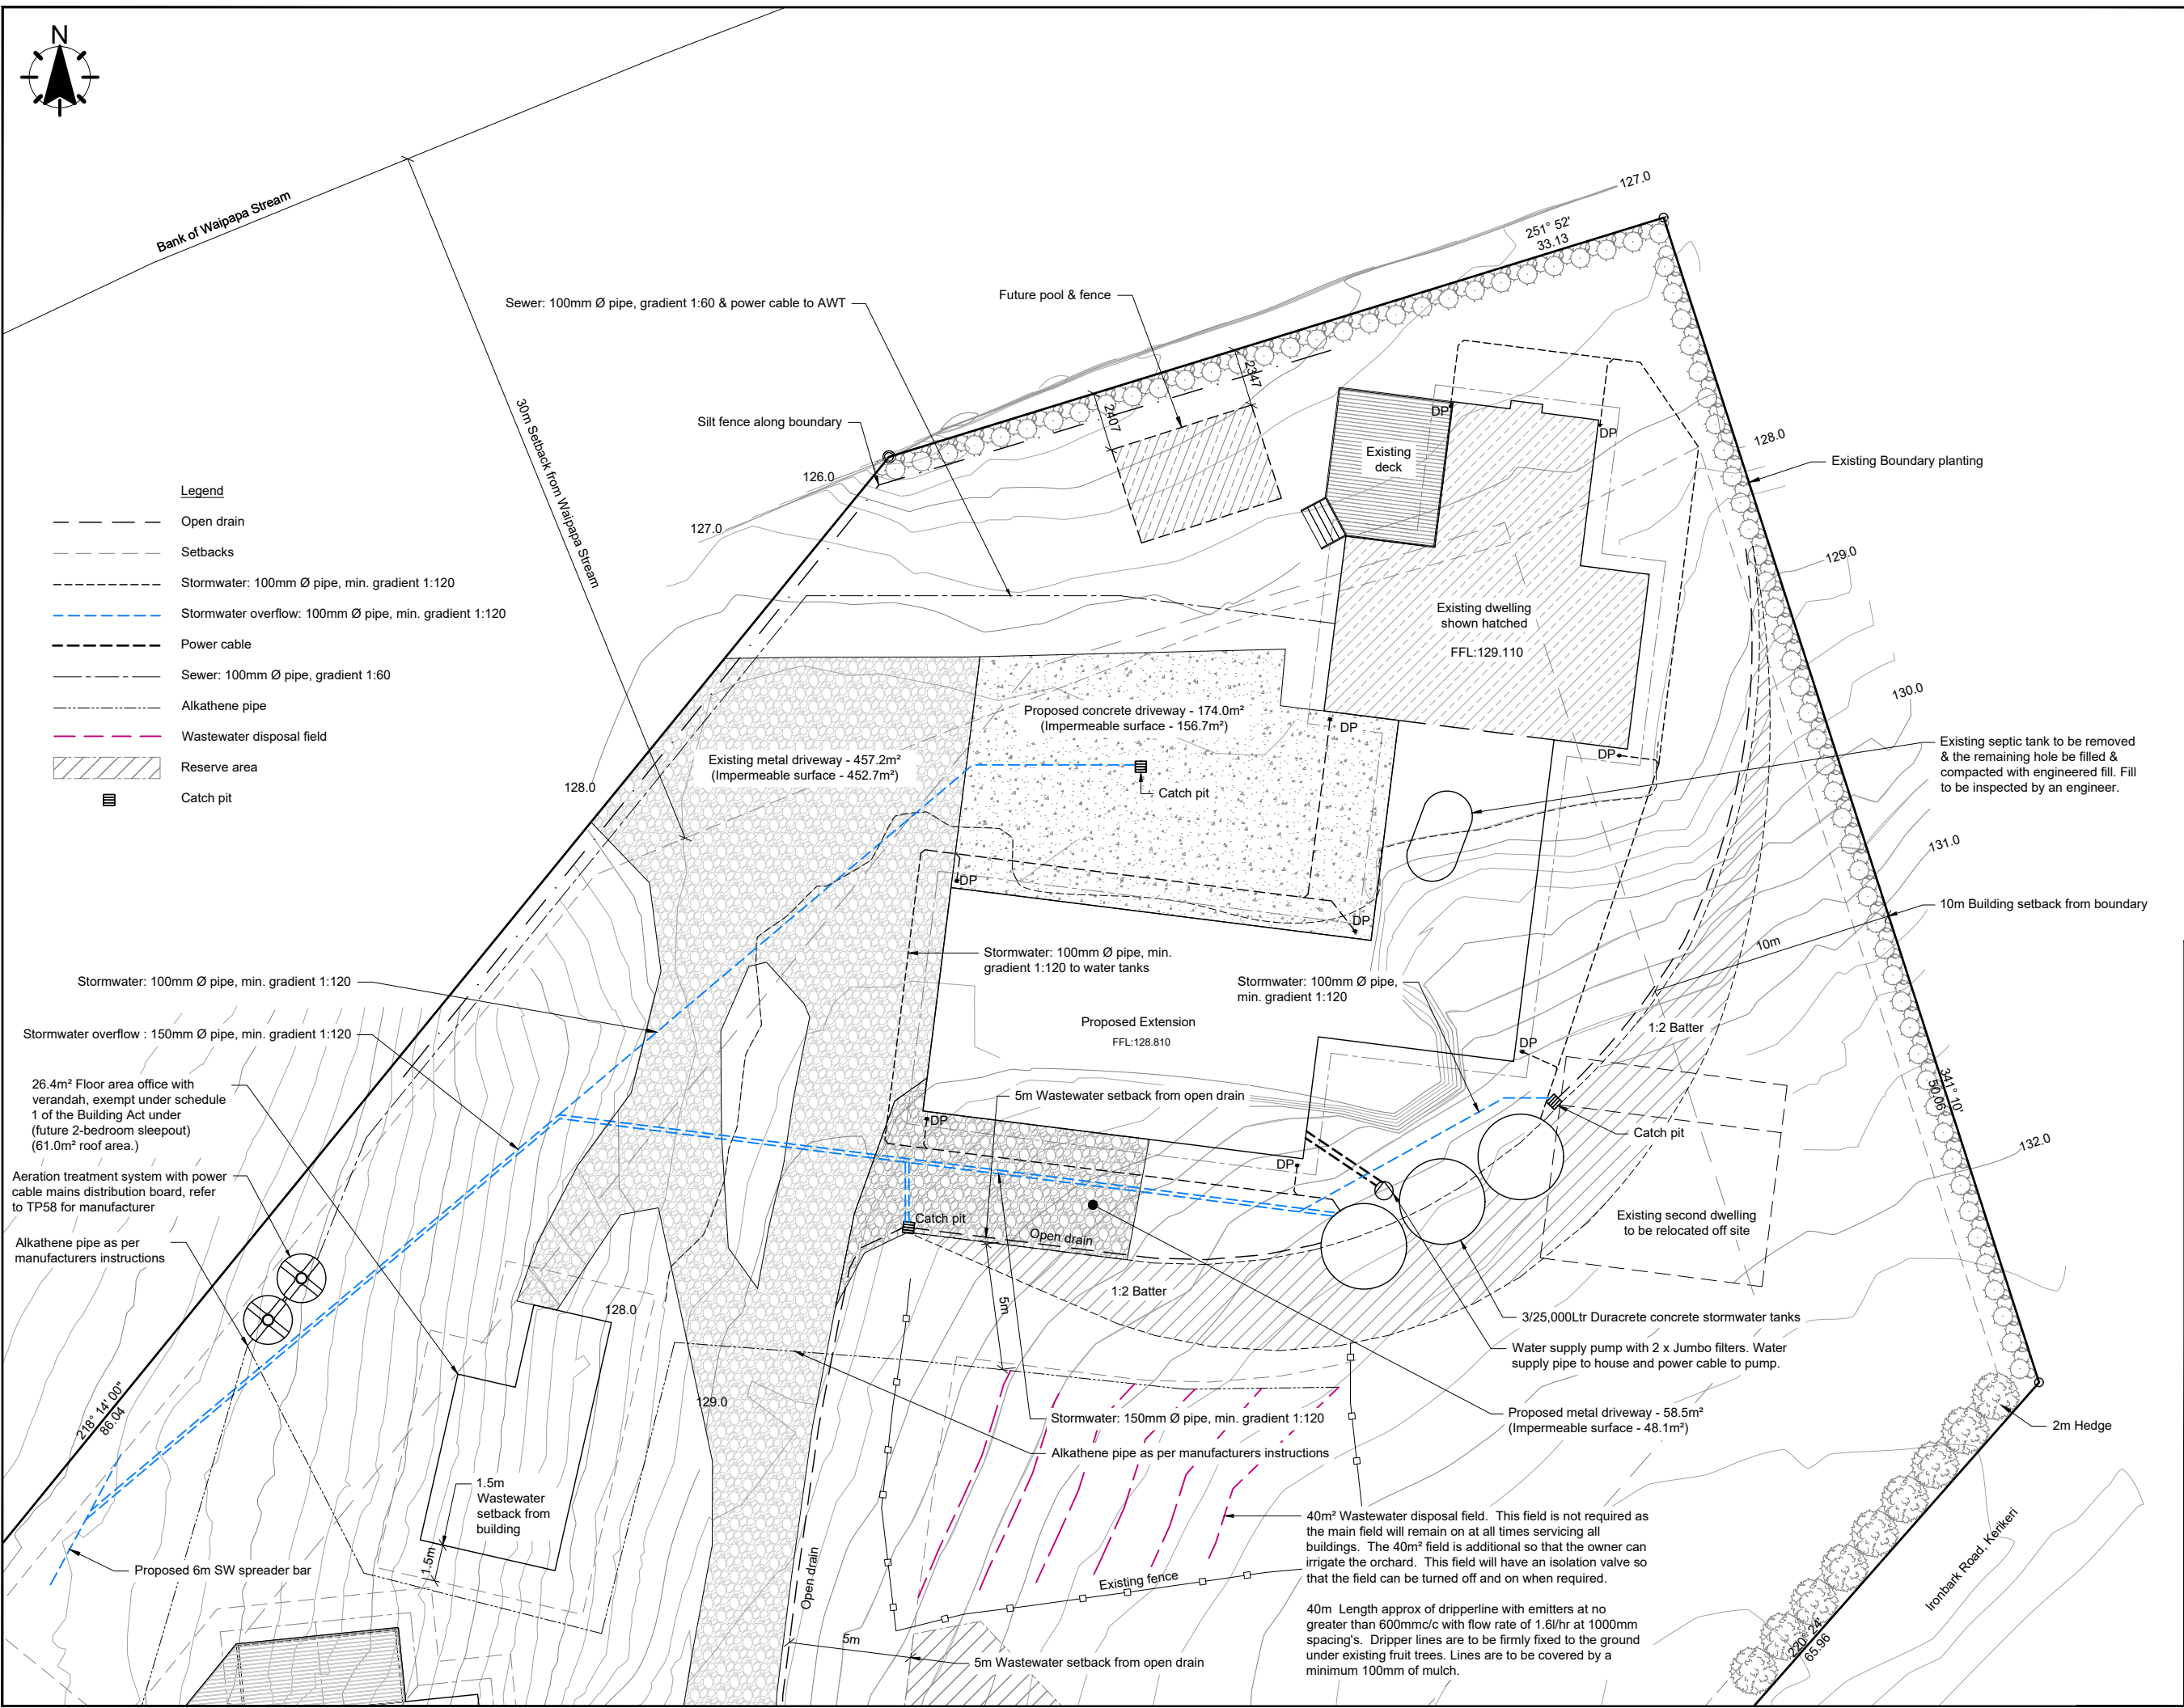 N
Bank of Waipapa Stream
30m Setback from Waipapa Stream
127.0
251° 52'
33.13
Sewer: 100mm Ø pipe, gradient 1:60 & power cable to AWT
Future pool & fence
2347
2407
Silt fence along boundary
126.0
127.0
DP
DP
Existing
deck
128.0
Existing Boundary planting
Legend
Open drain
Setbacks
Stormwater: 100mm Ø pipe, min. gradient 1:120
Stormwater overflow: 100mm Ø pipe, min. gradient 1:120
Power cable
Sewer: 100mm Ø pipe, gradient 1:60
Alkathene pipe
Wastewater disposal field
Reserve area
Catch pit
129.0
Existing dwelling
shown hatched
FFL:129.110
130.0
Proposed concrete driveway - 174.0m²
(Impermeable surface - 156.7m²)
DP
DP
Existing metal driveway - 457.2m²
(Impermeable surface - 452.7m²)
Catch pit
128.0
Existing septic tank to be removed
& the remaining hole be filled &
compacted with engineered fill. Fill
to be inspected by an engineer.
131.0
DP
DP
10m Building setback from boundary
10m
Stormwater: 100mm Ø pipe, min.
gradient 1:120 to water tanks
Stormwater: 100mm Ø pipe,
min. gradient 1:120
Stormwater: 100mm Ø pipe, min. gradient 1:120
Stormwater overflow : 150mm Ø pipe, min. gradient 1:120
Proposed Extension
FFL:128.810
1:2 Batter
DP
341° 10'
50.06
26.4m² Floor area office with
verandah, exempt under schedule
1 of the Building Act under
(future 2-bedroom sleepout)
(61.0m² roof area.)
5m Wastewater setback from open drain
DP
Catch pit
132.0
DP
Aeration treatment system with power
cable mains distribution board, refer
to TP58 for manufacturer
Catch pit
Open drain
Existing second dwelling
to be relocated off site
Alkathene pipe as per
manufacturers instructions
1:2 Batter
5m
128.0
3/25,000Ltr Duracrete concrete stormwater tanks
Water supply pump with 2 x Jumbo filters. Water
supply pipe to house and power cable to pump.
129.0
218° 14' 00"
86.04
Stormwater: 150mm Ø pipe, min. gradient 1:120
Alkathene pipe as per manufacturers instructions
Proposed metal driveway - 58.5m²
(Impermeable surface - 48.1m²)
2m Hedge
1.5m
Wastewater
setback from
building
1.5m
Proposed 6m SW spreader bar
Open drain
Existing fence
40m² Wastewater disposal field. This field is not required as
the main field will remain on at all times servicing all
buildings. The 40m² field is additional so that the owner can
irrigate the orchard. This field will have an isolation valve so
that the field can be turned off and on when required.
40m Length approx of dripperline with emitters at no
greater than 600mmc/c with flow rate of 1.6l/hr at 1000mm
spacing's. Dripper lines are to be firmly fixed to the ground
under existing fruit trees. Lines are to be covered by a
minimum 100mm of mulch.
Ironbark Road, Kerikeri
220° 24'
65.96
5m
5m Wastewater setback from open drain